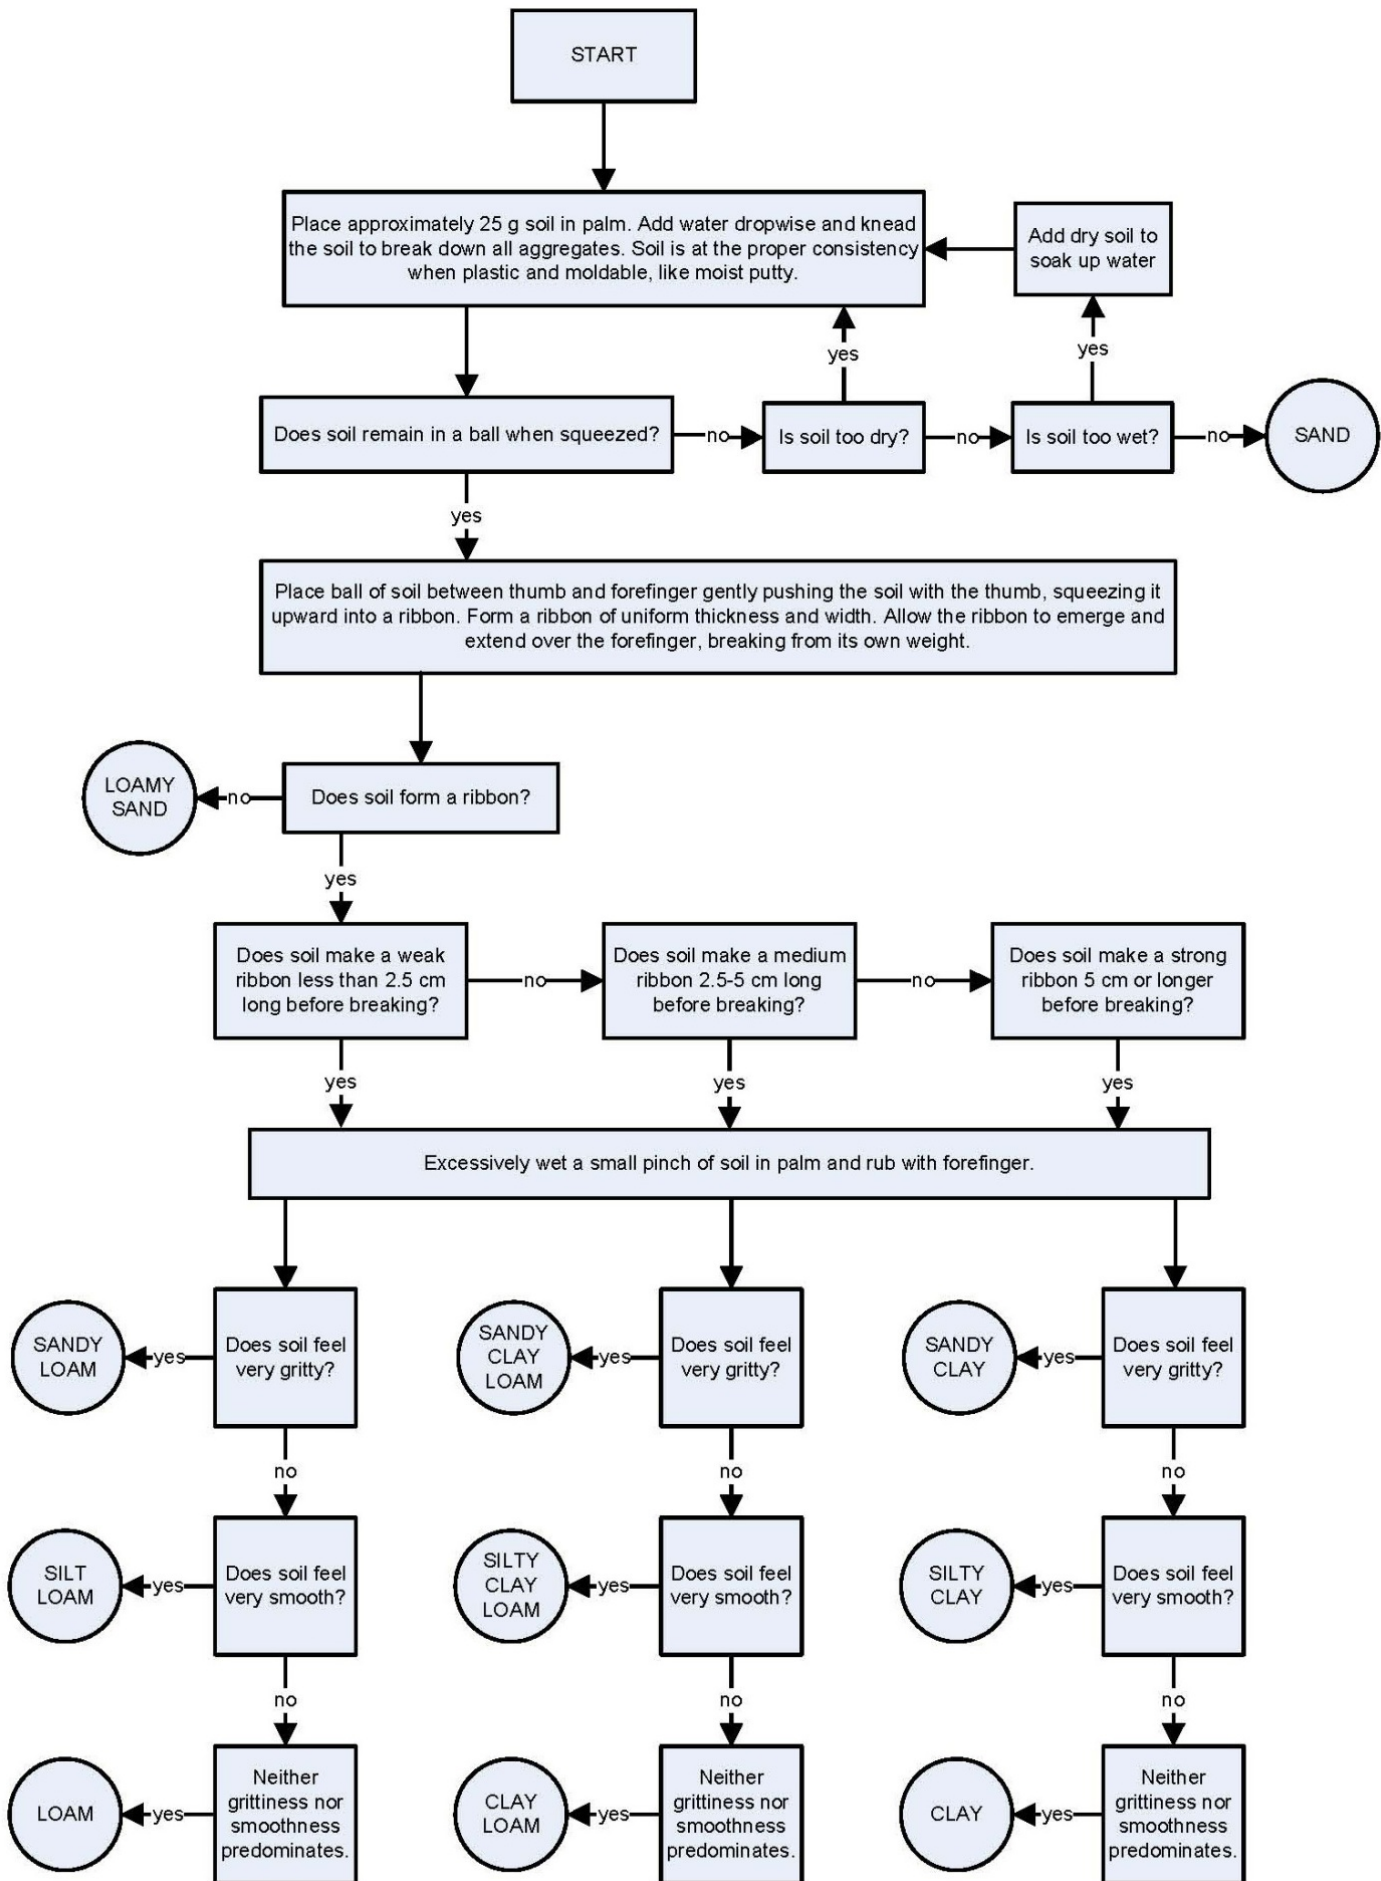 START
Place approximately 25 g soil in palm. Add water dropwise and knead
the soil to break down all aggregates. Soil is at the proper consistency
when plastic and moldable, like moist putty.
Add dry soil to
soak up water
yes
yes
Does soil remain in a ball when squeezed?
no
Is soil too dry?
no
Is soil too wet?
no
SAND
yes
Place ball of soil between thumb and forefinger gently pushing the soil with the thumb, squeezing it
upward into a ribbon. Form a ribbon of uniform thickness and width. Allow the ribbon to emerge and
extend over the forefinger, breaking from its own weight.
LOAMY
SAND
no
Does soil form a ribbon?
yes
Does soil make a weak
ribbon less than 2.5 cm
long before breaking?
no
Does soil make a medium
ribbon 2.5-5 cm long
before breaking?
no
Does soil make a strong
ribbon 5 cm or longer
before breaking?
yes
yes
yes
Excessively wet a small pinch of soil in palm and rub with forefinger.
SANDY
LOAM
yes
Does soil feel
very gritty?
SANDY
CLAY
LOAM
yes
Does soil feel
very gritty?
SANDY
CLAY
yes
Does soil feel
very gritty?
no
no
no
SILT
LOAM
yes
Does soil feel
very smooth?
SILTY
CLAY
LOAM
yes
Does soil feel
very smooth?
SILTY
CLAY
yes
Does soil feel
very smooth?
no
no
no
LOAM
yes
Neither
grittiness nor
smoothness
predominates.
CLAY
LOAM
yes
Neither
grittiness nor
smoothness
predominates.
CLAY
yes
Neither
grittiness nor
smoothness
predominates.